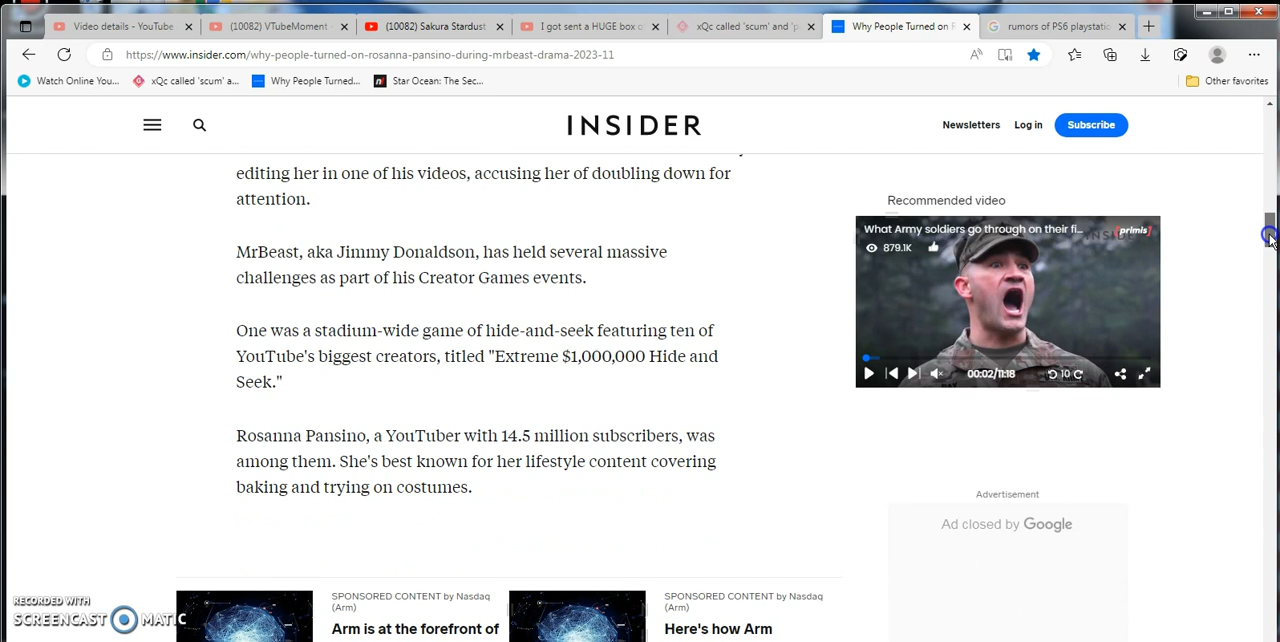 Video details - YouTube
(10082) VTubeMoment -
(10082) Sakura Stardust
I got sent a HUGE box o
xQc called 'scum' and 'p
Why People Turned on R
rumors of PS6 playstatio
https://www.insider.com/why-people-turned-on-rosanna-pansino-during-mrbeast-drama-2023-11
Watch Online You...
xQc called 'scum' a...
Why People Turned...
Star Ocean: The Sec...
Other favorites
INSIDER
Newsletters
Log in
Subscribe
editing her in one of his videos, accusing her of doubling down for
attention.
MrBeast, aka Jimmy Donaldson, has held several massive
challenges as part of his Creator Games events.
One was a stadium-wide game of hide-and-seek featuring ten of
YouTube's biggest creators, titled "Extreme $1,000,000 Hide and
Seek."
Rosanna Pansino, a YouTuber with 14.5 million subscribers, was
among them. She's best known for her lifestyle content covering
baking and trying on costumes.
Recommended video
What Army soldiers go through on their fi...
INSIDER
[primis]
879.1K
00:02/11:18
10
Advertisement
Ad closed by Google
SPONSORED CONTENT by Nasdaq
(Arm)
Arm is at the forefront of
SPONSORED CONTENT by Nasdaq
(Arm)
Here's how Arm
RECORDED WITH
SCREENCAST MATIC